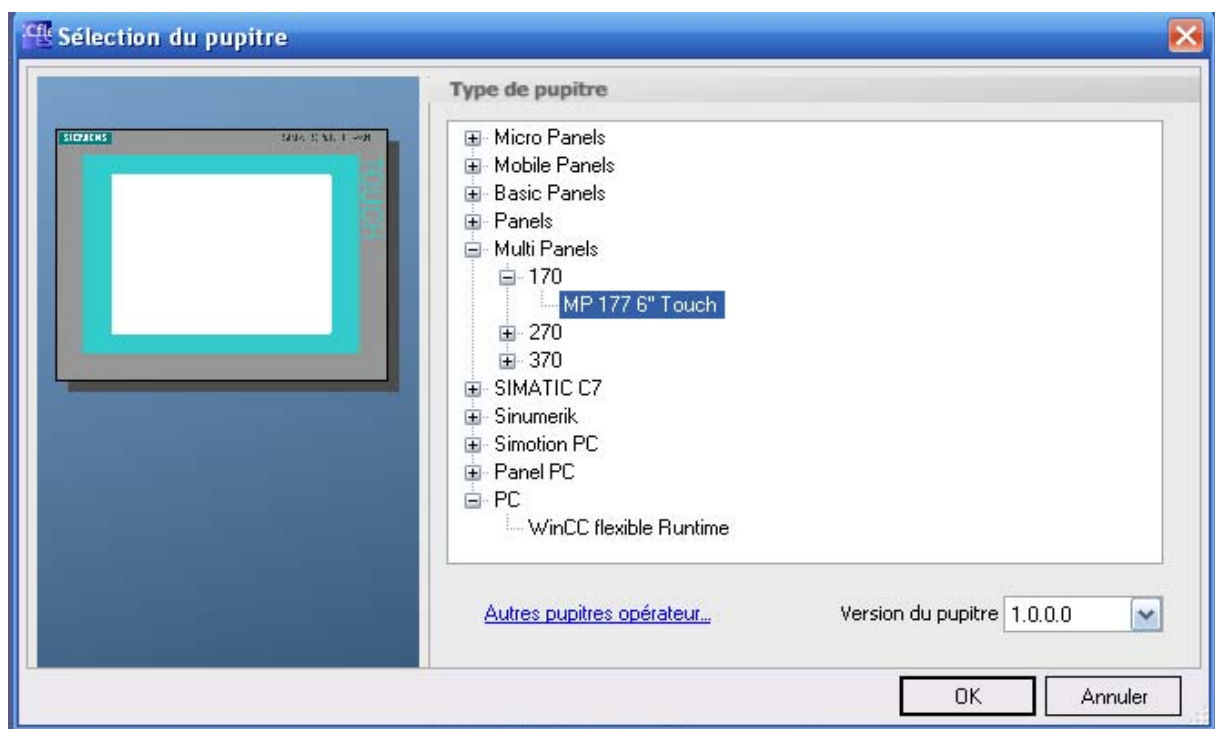 Sélection du pupitre
SIEMENS
Type de pupitre
Micro Panels
Mobile Panels
Basic Panels
Panels
Multi Panels
170
MP 177 6" Touch
270
370
SIMATIC C7
Sinumerik
Simotion PC
Panel PC
PC
WinCC flexible Runtime
Autres pupitres opérateur...
Version du pupitre 1.0.0.0
OK
Annuler